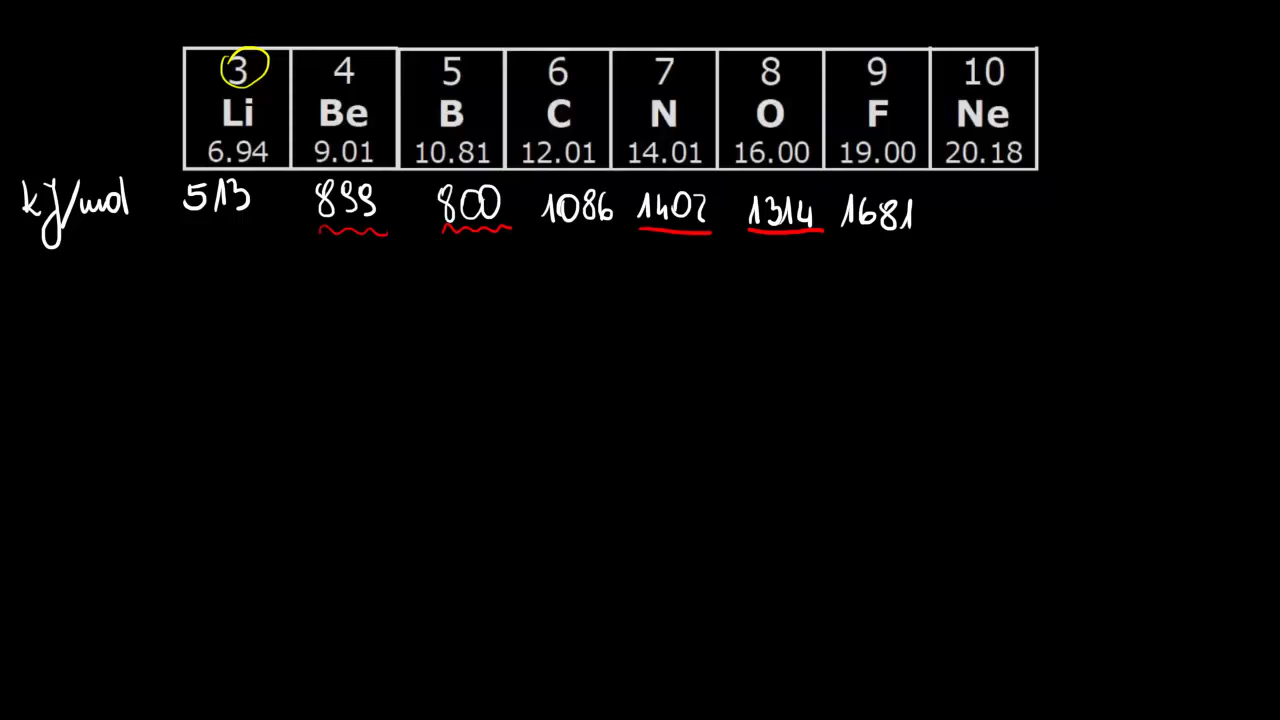 3 4 5 6 7 8 9 10
Li Be B C N O F Ne
6.94 9.01 10.81 12.01 14.01 16.00 19.00 20.18
kJ/mol 513 899 800 1086 1402 1314 1681